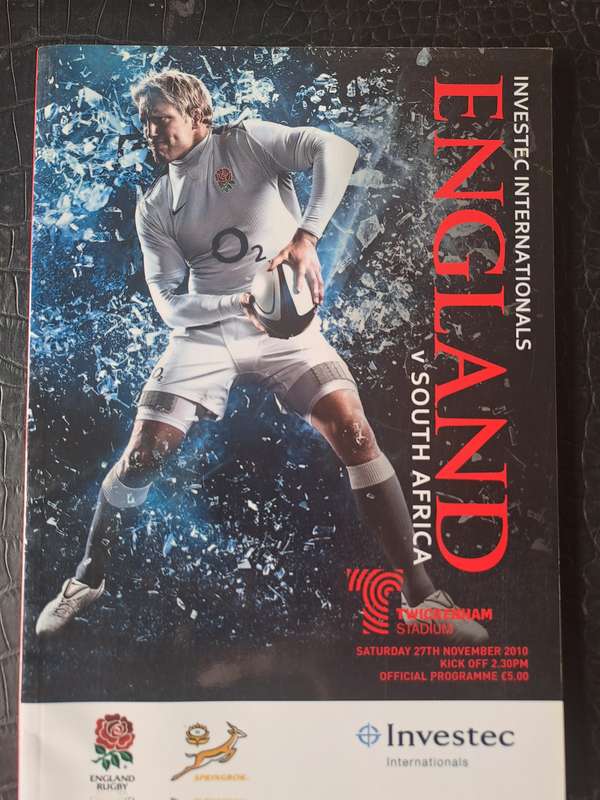 INVESTEC INTERNATIONALS
ENGLAND
v SOUTH AFRICA
O2
O2
TWICKENHAM
STADIUM
SATURDAY 27TH NOVEMBER 2010
KICK OFF 2.30PM
OFFICIAL PROGRAMME £5.00
ENGLAND
RUGBY
SPRINGBOK
Investec
Internationals